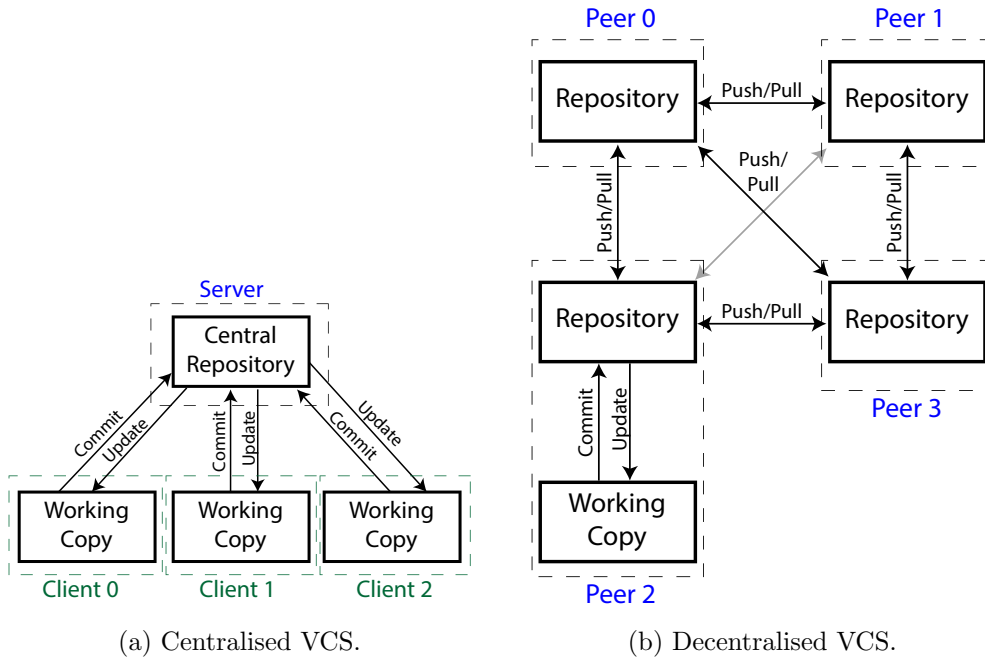 Peer 0
Peer 1
Repository
Push/Pull
Repository
Push/Pull
Push/
Pull
Push/Pull
Server
Central
Repository
Repository
Push/Pull
Repository
Commit
Update
Commit
Update
Update
Commit
Commit
Update
Peer 3
Working
Copy
Working
Copy
Working
Copy
Working
Copy
Client 0
Client 1
Client 2
Peer 2
(a) Centralised VCS.
(b) Decentralised VCS.